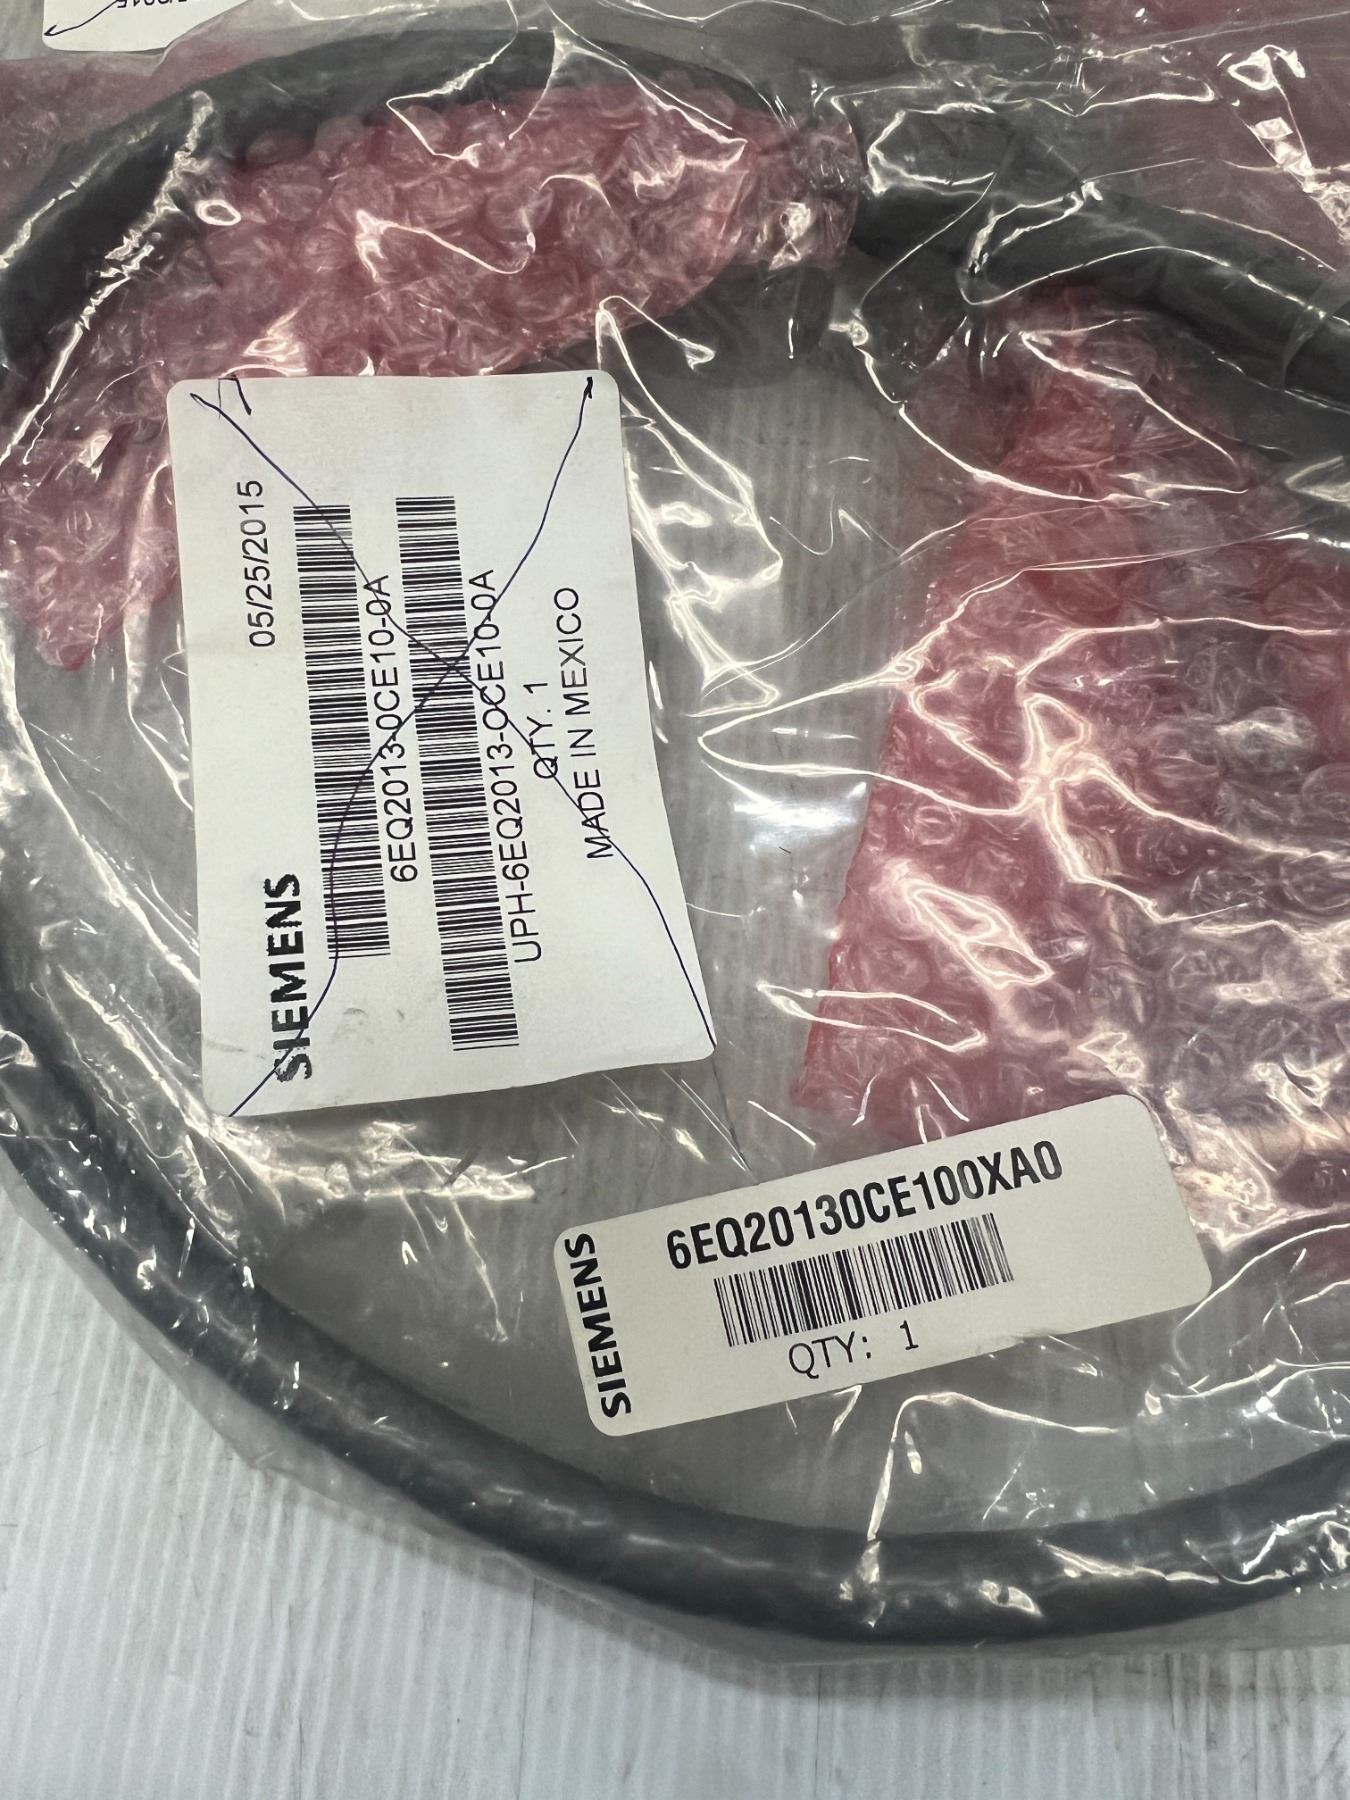 SIEMENS 05/25/2015
6EQ2013-0CE10-0A
UPH-6EQ2013-OCE10-0A
QTY. 1
MADE IN MEXICO
SIEMENS
6EQ20130CE100XA0
QTY: 1